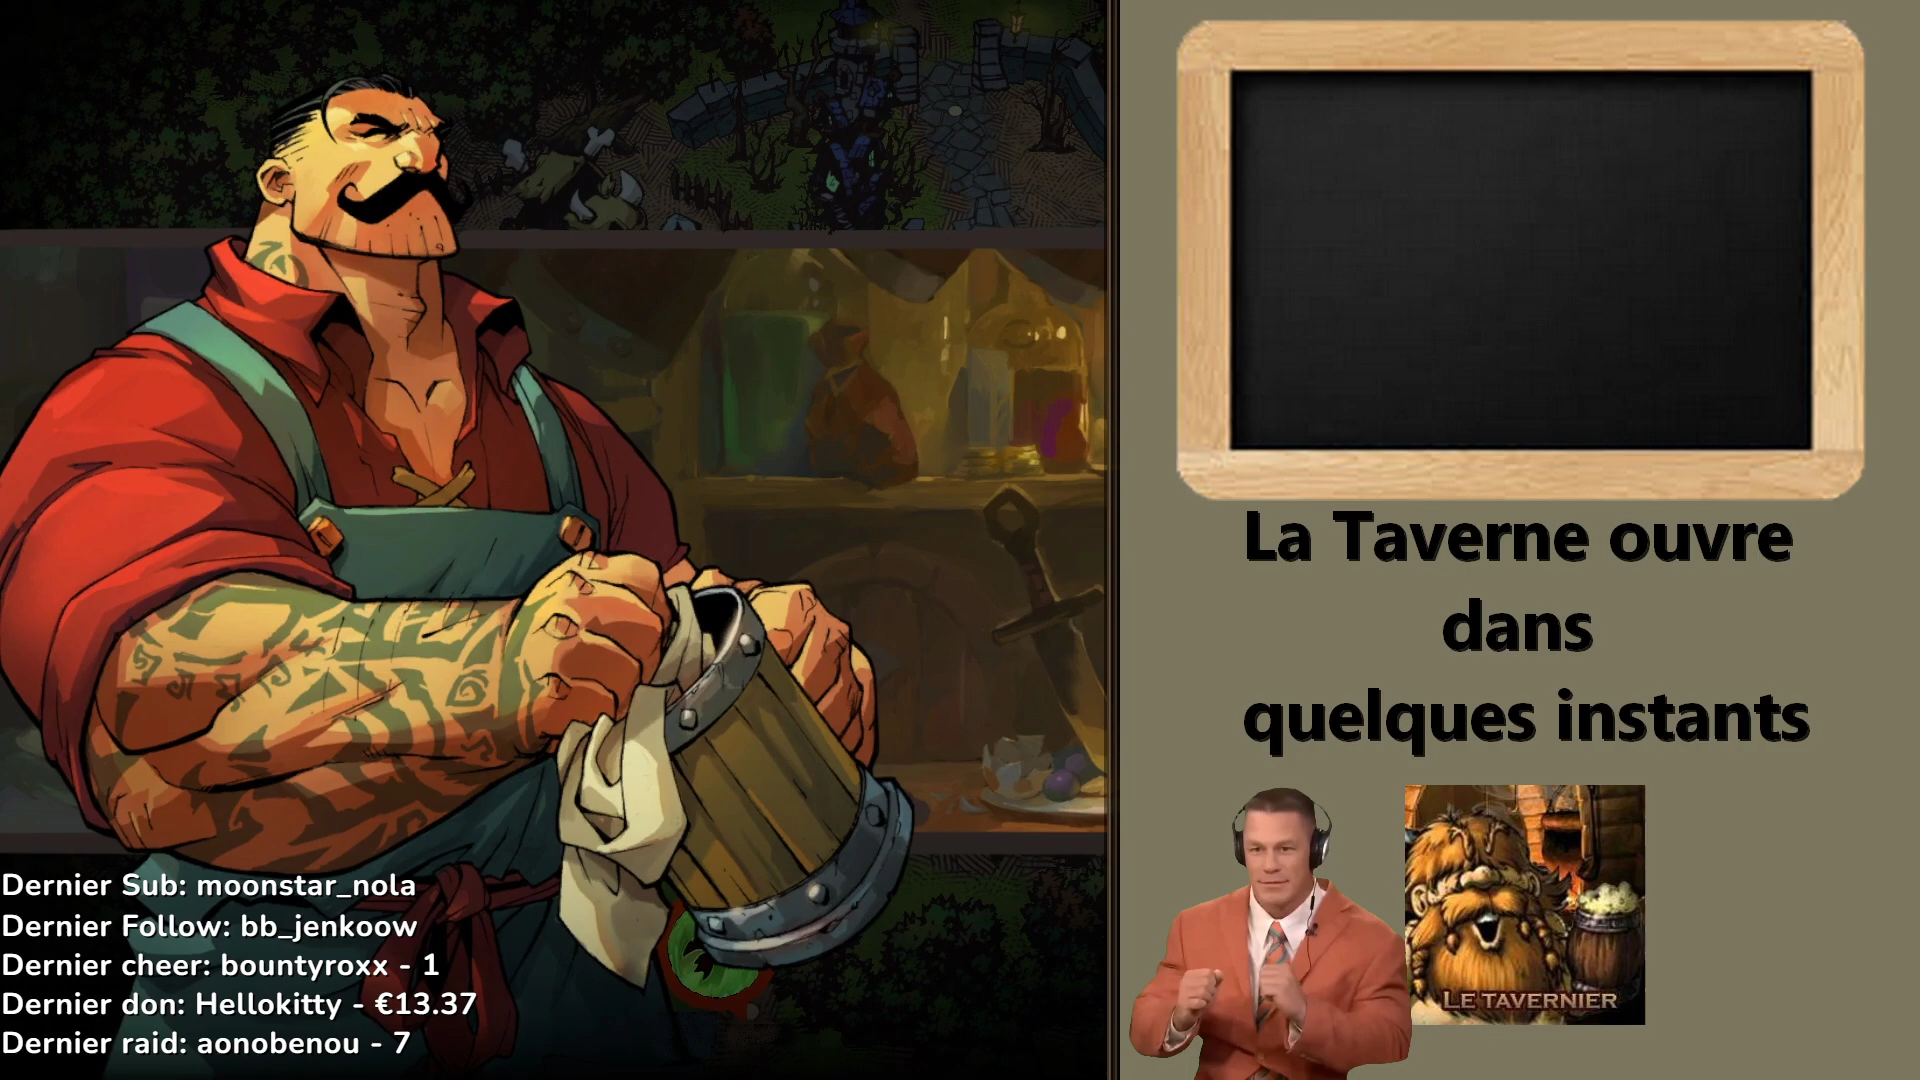 La Taverne ouvre
dans
quelques instants
LE TAVERNIER
Dernier Sub: moonstar_nola
Dernier Follow: bb_jenkoow
Dernier cheer: bountyroxx - 1
Dernier don: Hellokitty - €13.37
Dernier raid: aonobenou - 7